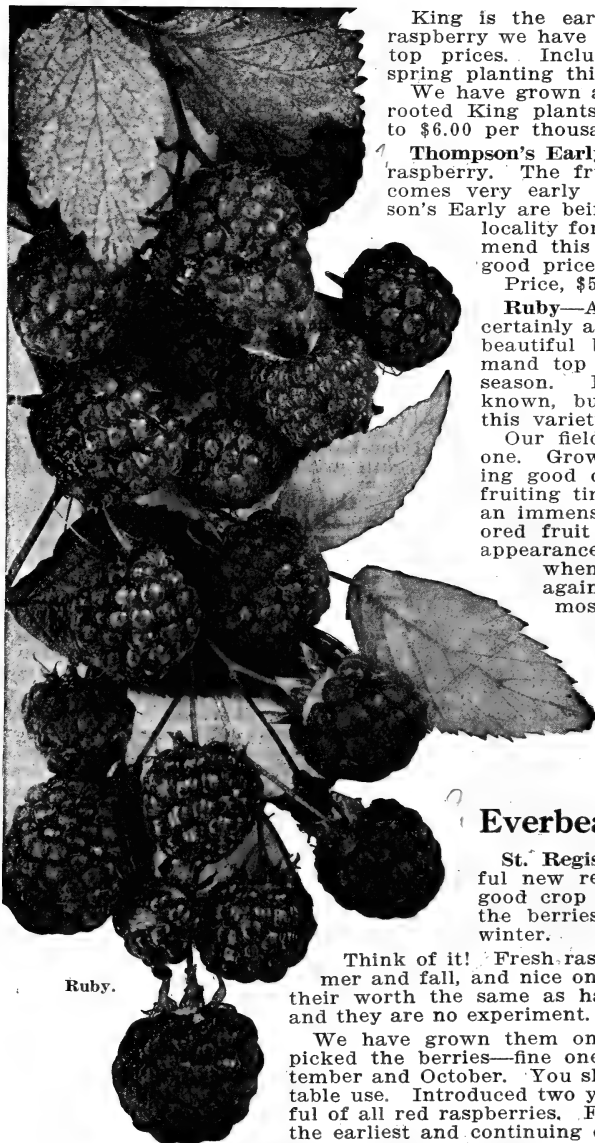 King is the ear
raspberry we have
top prices. Inclu
spring planting thi
We have grown a
rooted King plants
to $6.00 per thousa
Thompson's Early
raspberry. The fru
comes very early
son's Early are bein
locality for
mend this
good price
Price, $5
Ruby—A
certainly a
beautiful b
mand top
season. I
known, bu
this variet
Our field
one. Grow
ing good c
fruiting tim
an immens
ored fruit
appearance
when
again
mos
Everbea
St. Regis
ful new re
good crop
the berries
winter.
Think of it! Fresh ras
mer and fall, and nice on
their worth the same as ha
and they are no experiment.
We have grown them on
picked the berries—fine one
tember and October. You sh
table use. Introduced two y
ful of all red raspberries. F
the earliest and continuing
Ruby.